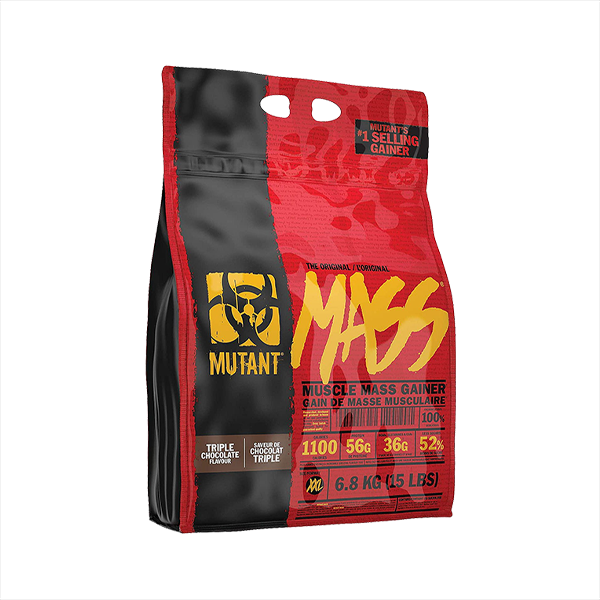 MUTANT'S
#1 SELLING
GAINER
THE ORIGINAL / L'ORIGINAL
MASS
MUTANT
MUSCLE MASS GAINER
GAIN DE MASSE MUSCULAIRE
100%
1100 56G 36G 52%
TRIPLE
CHOCOLATE
FLAVOUR
SAVEUR DE
CHOCOLAT
TRIPLE
XXL
6.8 KG (15 LBS)